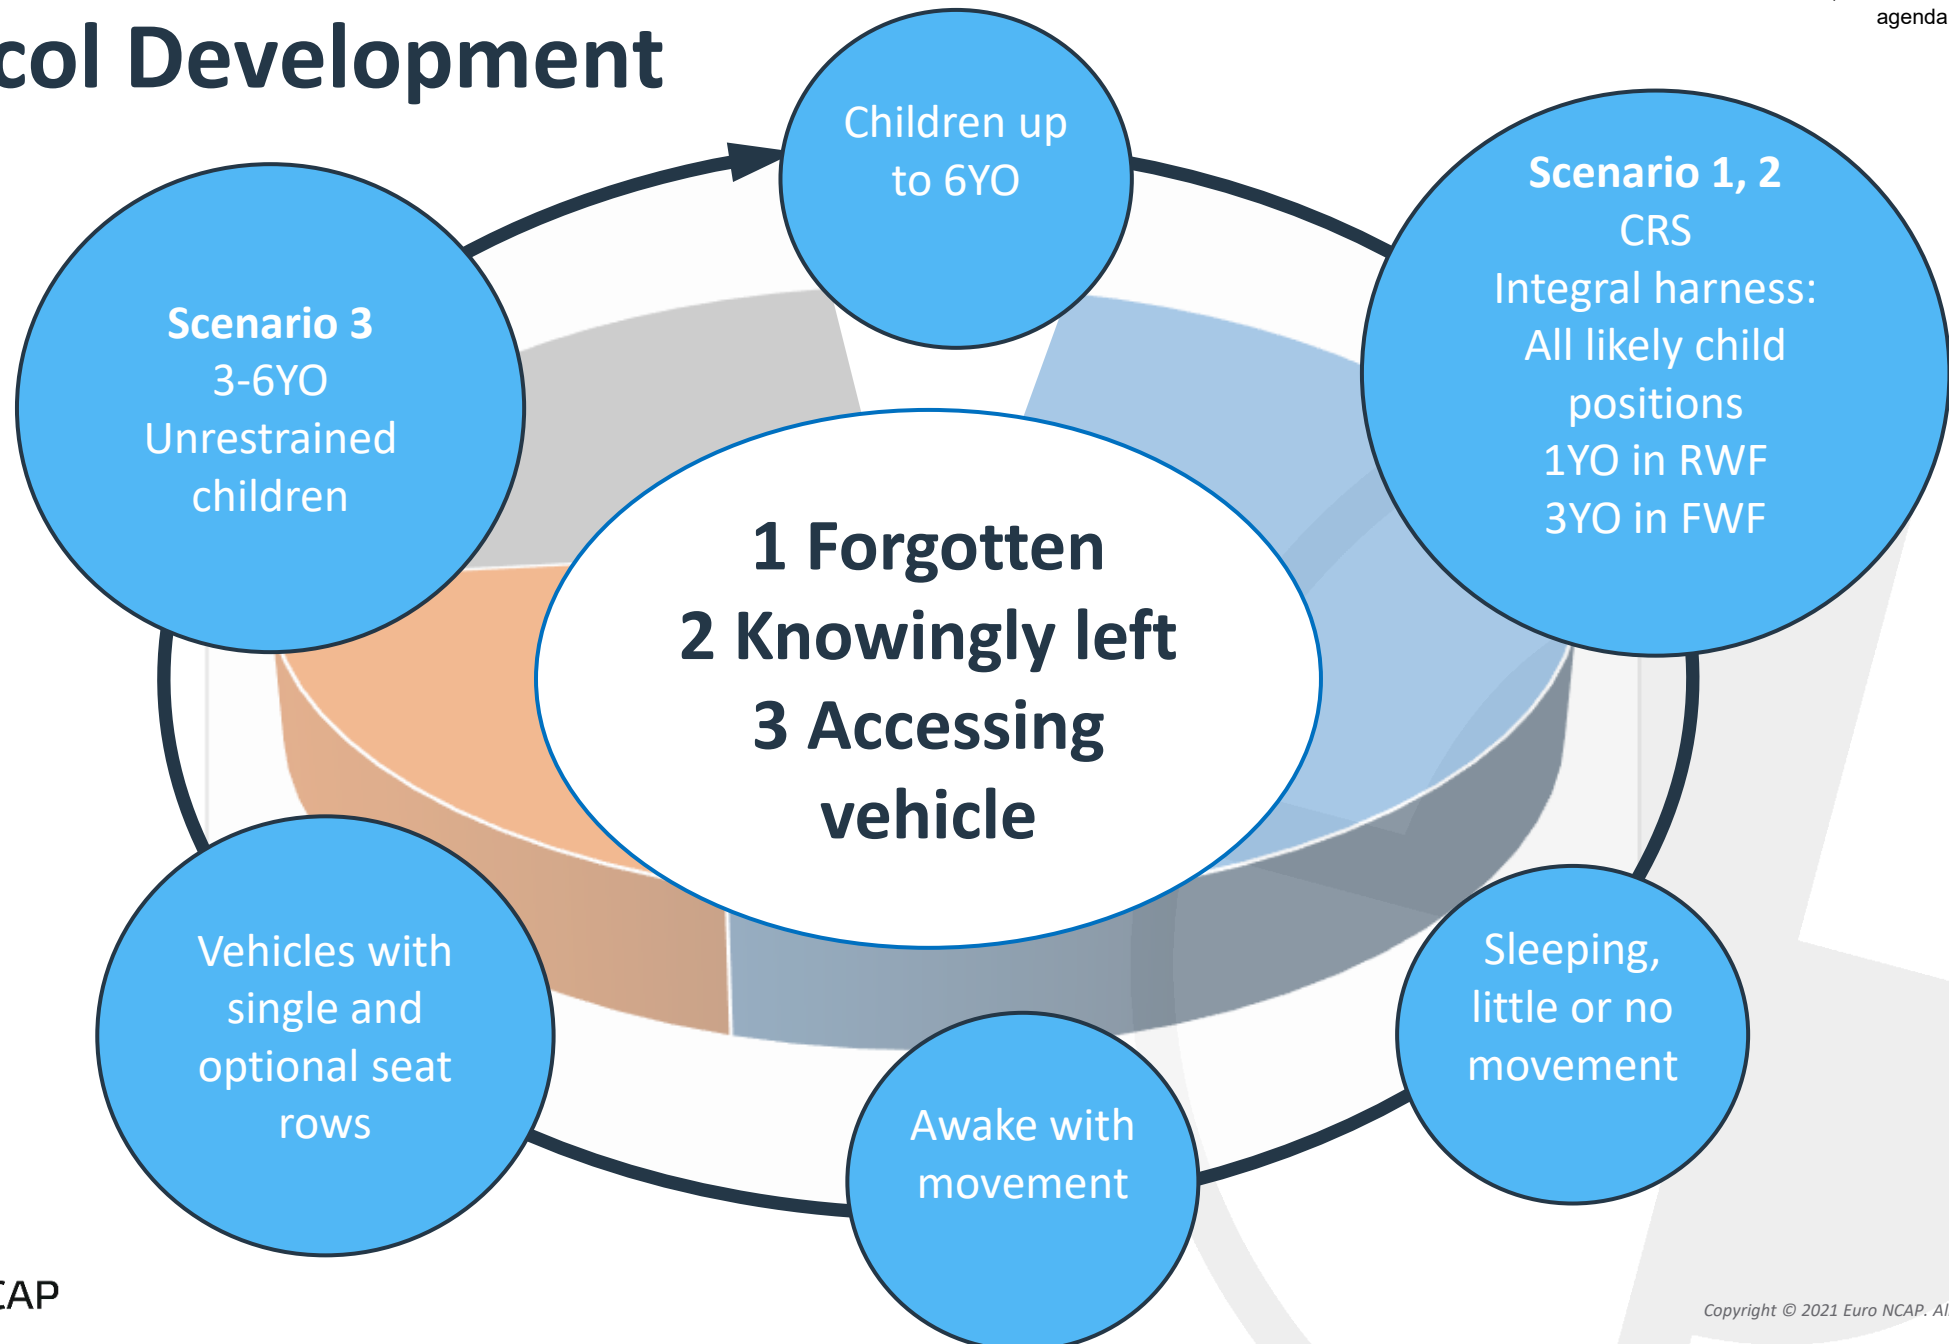 agenda
col Development
Children up
to 6YO
Scenario 1, 2
CRS
Integral harness:
All likely child
positions
1YO in RWF
3YO in FWF
Scenario 3
3-6YO
Unrestrained
children
1 Forgotten
2 Knowingly left
3 Accessing
vehicle
Vehicles with
single and
optional seat
rows
Awake with
movement
Sleeping,
little or no
movement
CAP
Copyright © 2021 Euro NCAP. Al